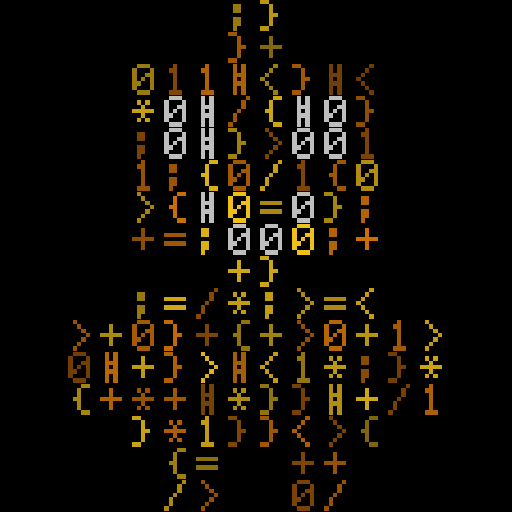 ;}
}+
011H<}H<
*0H/{H0}
;0H}>001
1;{0/1{0
>{H0=0};
+=;000;+
+}
;=/*;>=<
>+0}+{+>0+1>
0H+}>H<1*;}*
{+*+H*}}H+/1
}*1}}<>{
{=++
/>0/